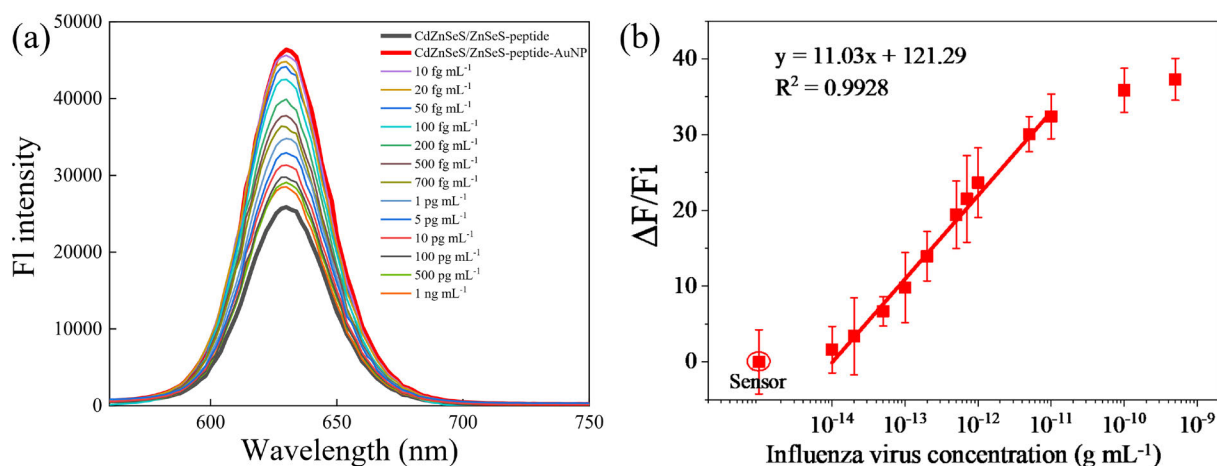 (a)
50000
40000
30000
20000
10000
0
Fl intensity
600
650
700
750
Wavelength (nm)
CdZnSeS/ZnSeS-peptide
CdZnSeS/ZnSeS-peptide-AuNP
10 fg mL⁻¹
20 fg mL⁻¹
50 fg mL⁻¹
100 fg mL⁻¹
200 fg mL⁻¹
500 fg mL⁻¹
700 fg mL⁻¹
1 pg mL⁻¹
5 pg mL⁻¹
10 pg mL⁻¹
100 pg mL⁻¹
500 pg mL⁻¹
1 ng mL⁻¹
(b)
y = 11.03x + 121.29
R² = 0.9928
40
30
20
10
0
ΔF/Fi
Sensor
10⁻¹⁴
10⁻¹³
10⁻¹²
10⁻¹¹
10⁻¹⁰
10⁻⁹
Influenza virus concentration (g mL⁻¹)